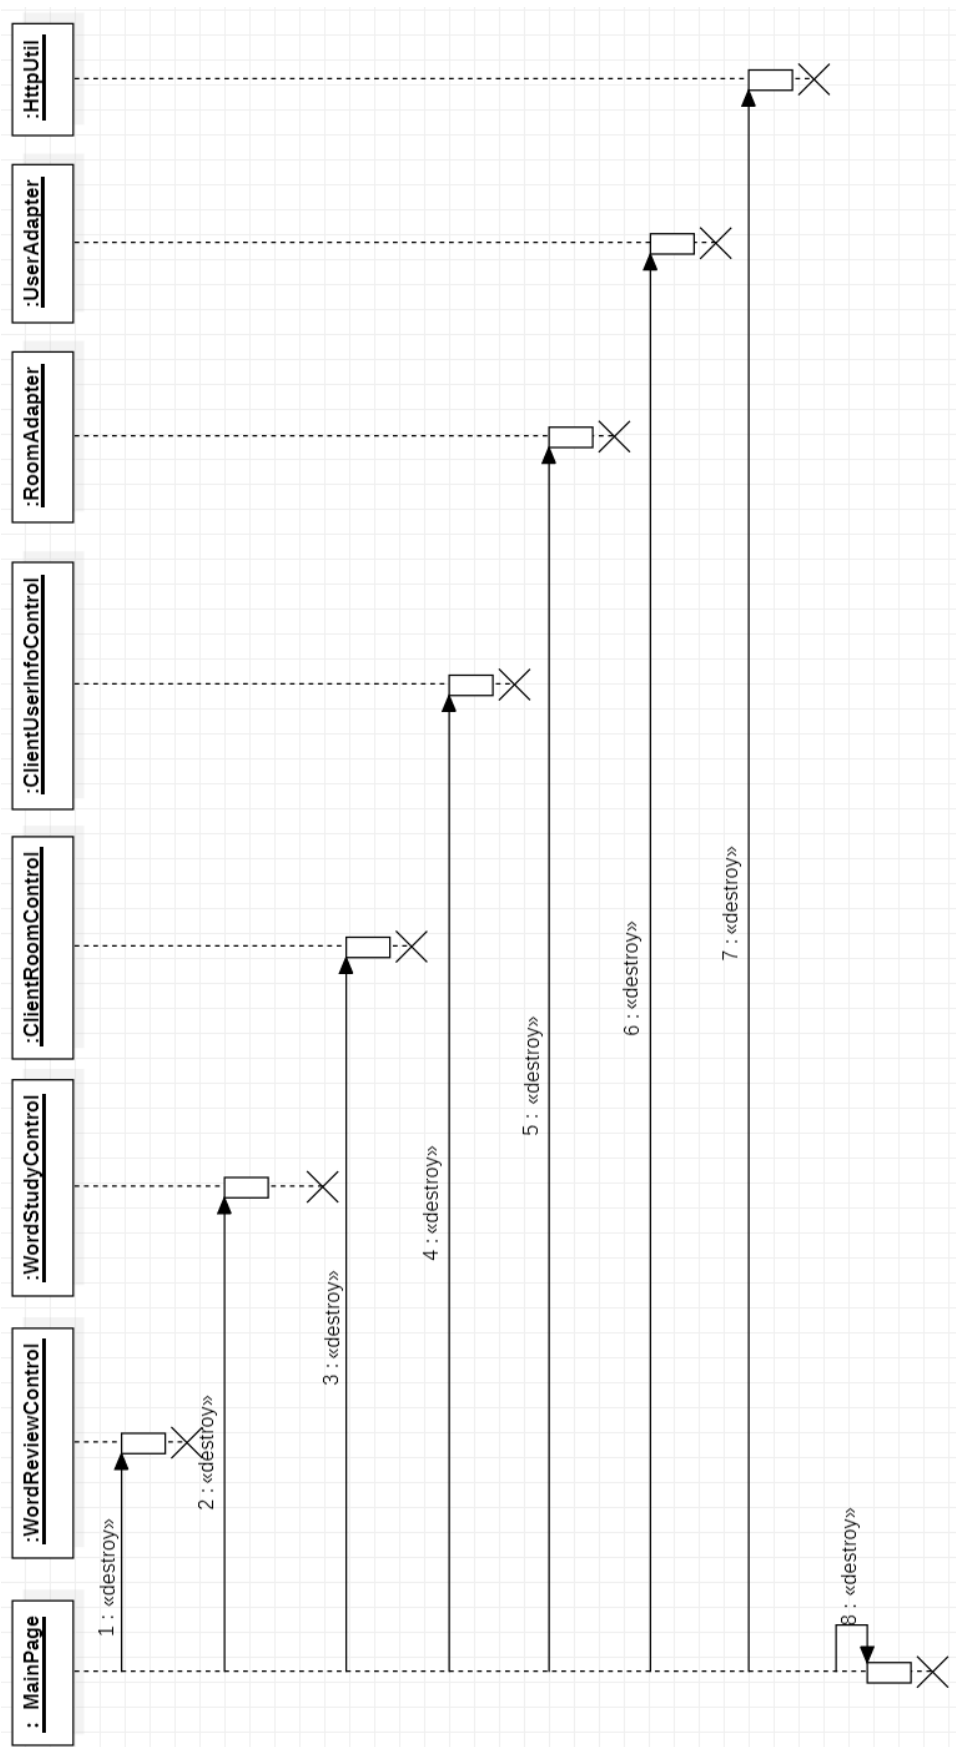 : MainPage
:WordReviewControl
:WordStudyControl
:ClientRoomControl
:ClientUserInfoControl
:RoomAdapter
:UserAdapter
:HttpUtil
1 : «destroy»
2 : «destroy»
3 : «destroy»
4 : «destroy»
5 : «destroy»
6 : «destroy»
7 : «destroy»
8 : «destroy»